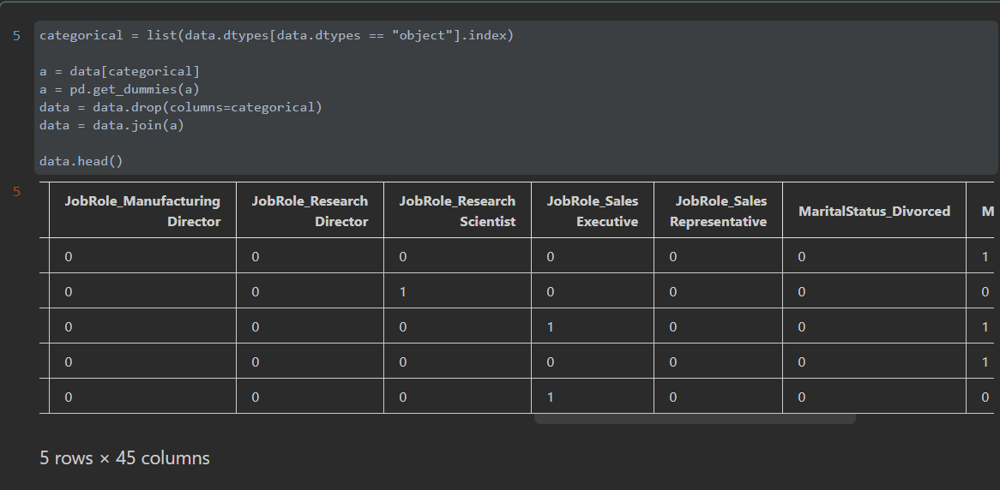 5
categorical = list(data.dtypes[data.dtypes == "object"].index)
a = data[categorical]
a = pd.get_dummies(a)
data = data.drop(columns=categorical)
data = data.join(a)
data.head()
5
JobRole_Manufacturing Director JobRole_Research Director JobRole_Research Scientist JobRole_Sales Executive JobRole_Sales Representative MaritalStatus_Divorced M
0 0 0 0 0 0 1
0 0 1 0 0 0 0
0 0 0 1 0 0 1
0 0 0 0 0 0 1
0 0 0 1 0 0 0
5 rows × 45 columns